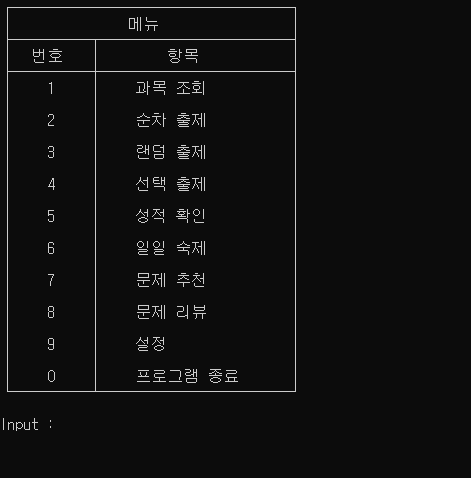 메뉴
번호 항목
1 과목 조회
2 순차 출제
3 랜덤 출제
4 선택 출제
5 성적 확인
6 일일 숙제
7 문제 추천
8 문제 리뷰
9 설정
0 프로그램 종료
Input :